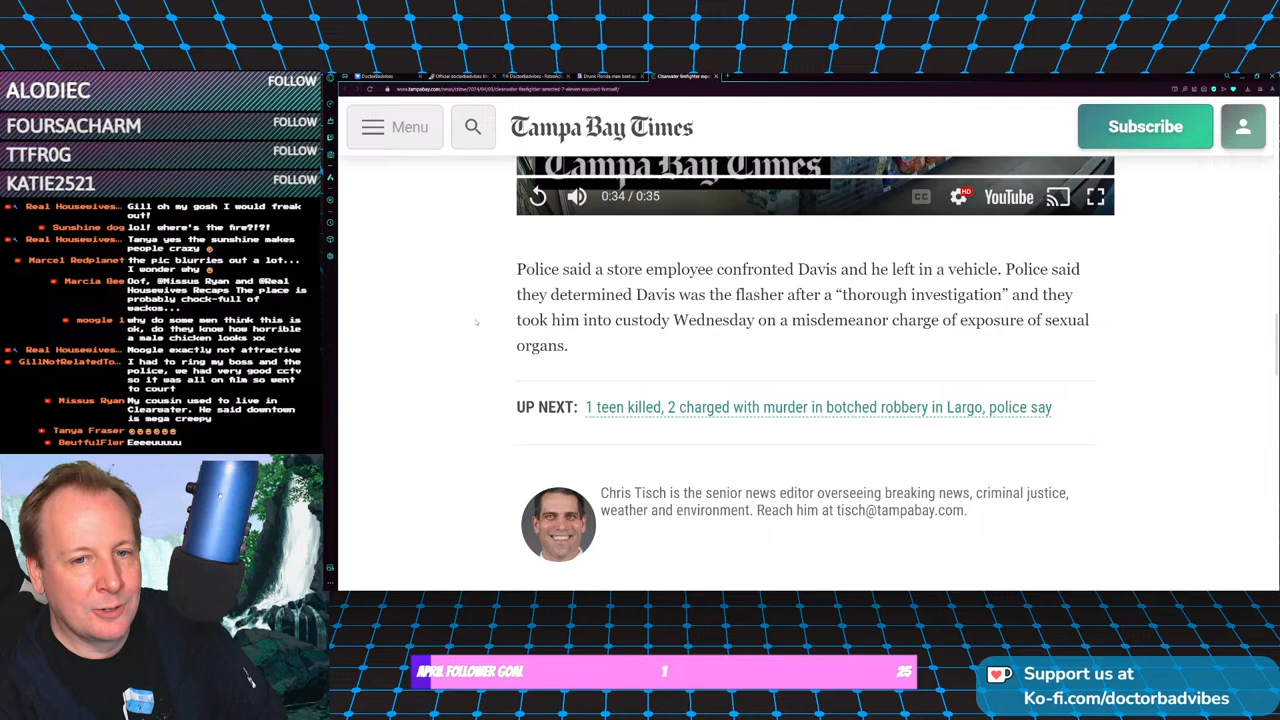 ALODIEC FOLLOW
FOURSACHARM FOLLOW
TTFR0G FOLLOW
KATIE2521 FOLLOW
Real Housewives… Gill oh my gosh I would freak
out!
Sunshine dog lol! where's the fire?!?!
Real Housewives… Tanya yes the sunshine makes
people crazy
Marcel Redplanet the pic blurries out a lot...
I wonder why
Marcia Bee Oof, @Missus Ryan and @Real
Housewives Recaps The place is
probably chock-full of
wackos...
moogle 1 why do some men think this is
ok, do they know how horrible
a male chicken looks xx
Real Housewives… Moogle exactly not attractive
GillNotRelatedTo… I had to ring my boss and the
police, we had very good cctv
so it was all on film so went
to court
Missus Ryan My cousin used to live in
Clearwater. He said downtown
is mega creepy
Tanya Fraser
BeutfulFlwr Eeeeuuuuu
DoctorBadVibes
Menu
Tampa Bay Times
Subscribe
Tampa Bay Times
0:34 / 0:35
CC
HD
YouTube
Police said a store employee confronted Davis and he left in a vehicle. Police said
they determined Davis was the flasher after a “thorough investigation” and they
took him into custody Wednesday on a misdemeanor charge of exposure of sexual
organs.
UP NEXT: 1 teen killed, 2 charged with murder in botched robbery in Largo, police say
Chris Tisch is the senior news editor overseeing breaking news, criminal justice,
weather and environment. Reach him at tisch@tampabay.com.
APRIL FOLLOWER GOAL 1 25
Support us at
Ko-fi.com/doctorbadvibes